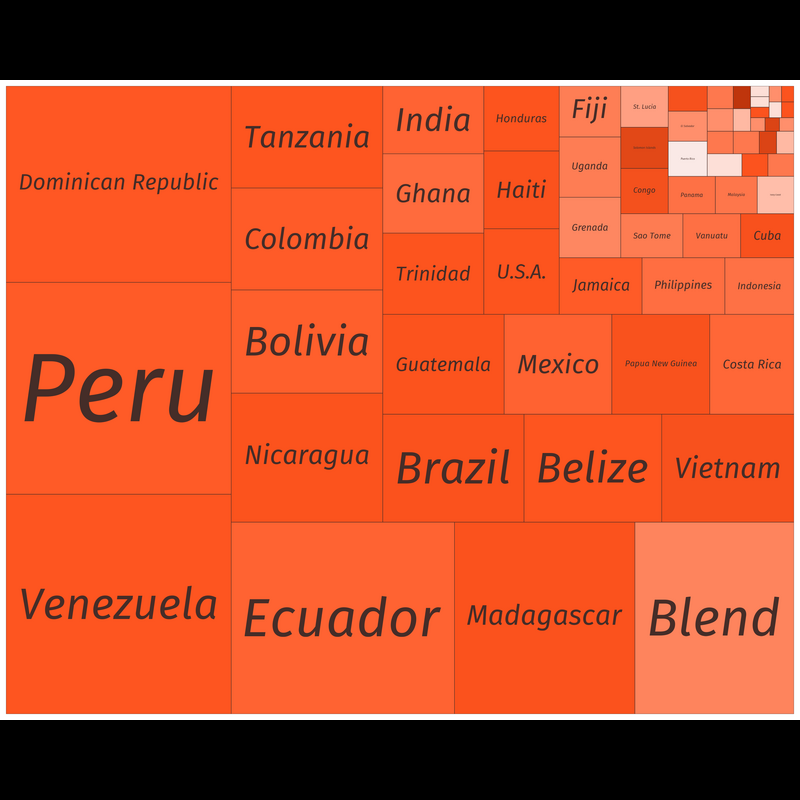 Dominican Republic
Peru
Venezuela
Tanzania
Colombia
Bolivia
Nicaragua
Ecuador
Madagascar
Blend
India
Ghana
Trinidad
Honduras
Haiti
U.S.A.
Fiji
Uganda
Grenada
St. Lucia
Congo
Puerto Rico
Panama
Malaysia
Sao Tome
Vanuatu
Cuba
Jamaica
Philippines
Indonesia
Guatemala
Mexico
Papua New Guinea
Costa Rica
Brazil
Belize
Vietnam